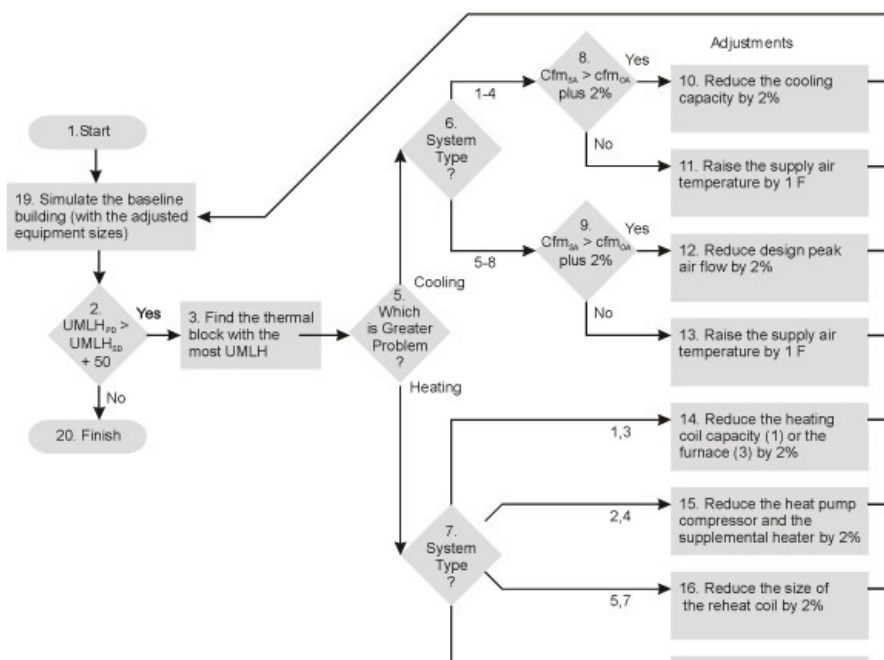 Adjustments
1.Start
19. Simulate the baseline
building (with the adjusted
equipment sizes)
2.
UMLH_PD >
UMLH_SD
+ 50
Yes
No
20. Finish
3. Find the thermal
block with the
most UMLH
5.
Which
is Greater
Problem
?
Cooling
Heating
6.
System
Type
?
1-4
5-8
8.
Cfm_SA > cfm_OA
plus 2%
Yes
No
10. Reduce the cooling
capacity by 2%
11. Raise the supply air
temperature by 1 F
9.
Cfm_SA > cfm_OA
plus 2%
Yes
No
12. Reduce design peak
air flow by 2%
13. Raise the supply air
temperature by 1 F
7.
System
Type
?
1,3
14. Reduce the heating
coil capacity (1) or the
furnace (3) by 2%
2,4
15. Reduce the heat pump
compressor and the
supplemental heater by 2%
5,7
16. Reduce the size of
the reheat coil by 2%